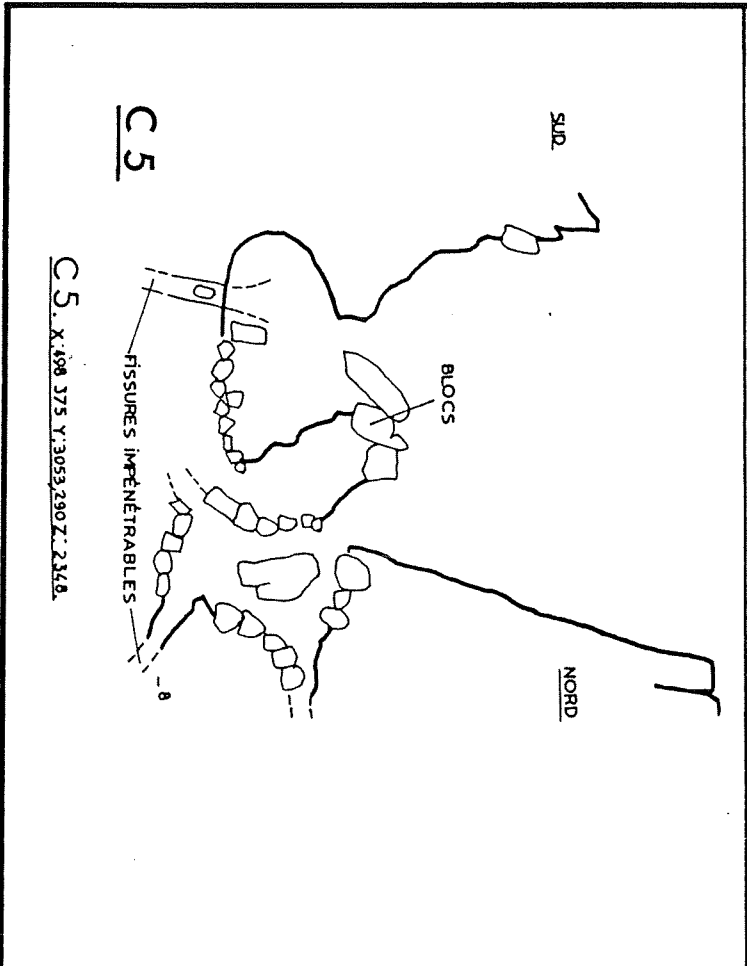 SUD
NORD
BLOCS
- 8
FiSSURES iMPÉNÉTRABLES
C 5
C 5. X: 498 375 Y: 3053,290 Z: 2348.